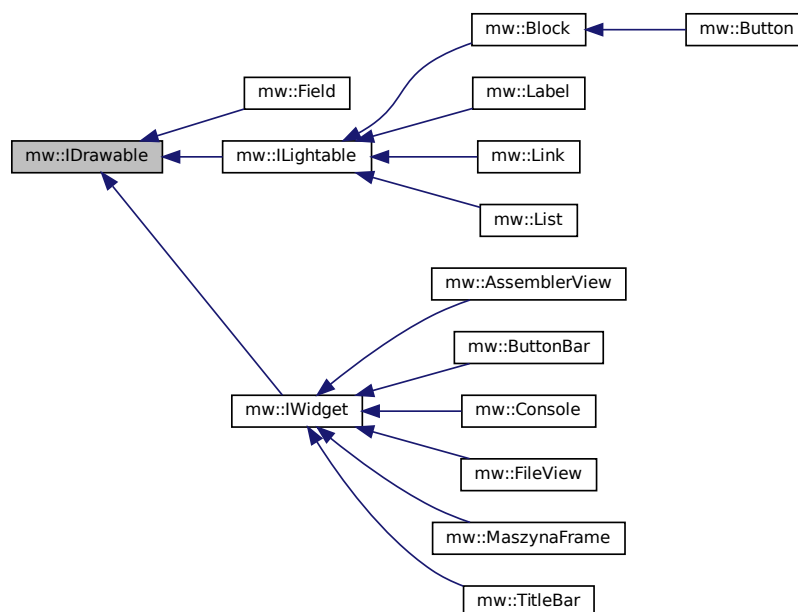 mw::Block
mw::Button
mw::Field
mw::Label
mw::IDrawable
mw::ILightable
mw::Link
mw::List
mw::AssemblerView
mw::ButtonBar
mw::IWidget
mw::Console
mw::FileView
mw::MaszynaFrame
mw::TitleBar